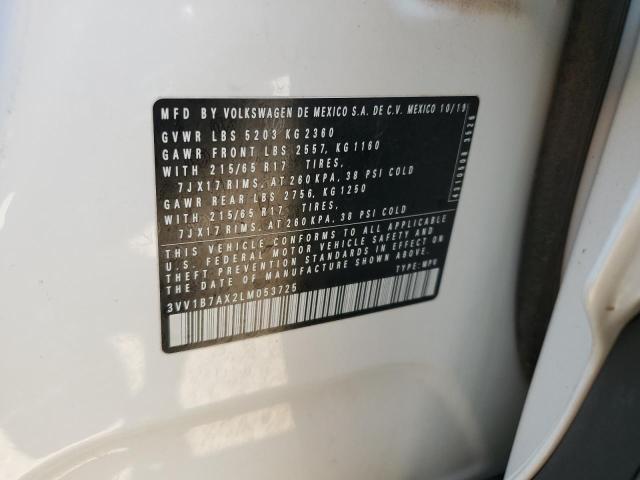 MFD BY VOLKSWAGEN DE MEXICO S.A. DE C.V. MEXICO 10/19
GVWR LBS 5203 KG 2360
GAWR FRONT LBS 2557, KG 1160
WITH 215/65 R17 TIRES,
7JX17 RIMS, AT 260 KPA, 38 PSI COLD
GAWR REAR LBS 2756, KG 1250
WITH 215/65 R17 TIRES,
7JX17 RIMS, AT 260 KPA, 38 PSI COLD
THIS VEHICLE CONFORMS TO ALL APPLICABLE
U.S. FEDERAL MOTOR VEHICLE SAFETY AND
THEFT PREVENTION STANDARDS IN EFFECT ON
THE DATE OF MANUFACTURE SHOWN ABOVE.
3VV1B7AX2LM053725 TYPE: MPV